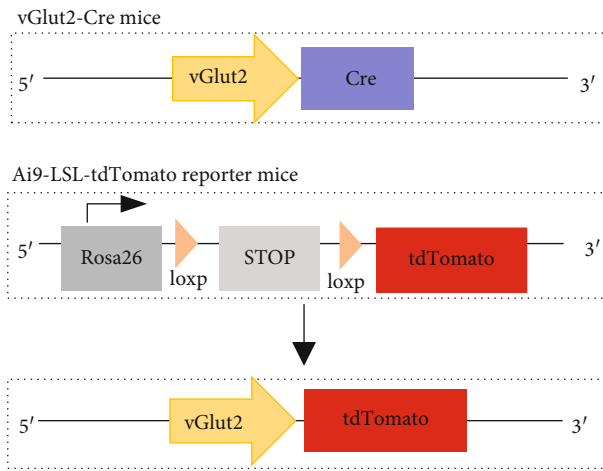 vGlut2-Cre mice
5′ vGlut2 Cre 3′
Ai9-LSL-tdTomato reporter mice
5′ Rosa26 loxp STOP loxp tdTomato 3′
5′ vGlut2 tdTomato 3′